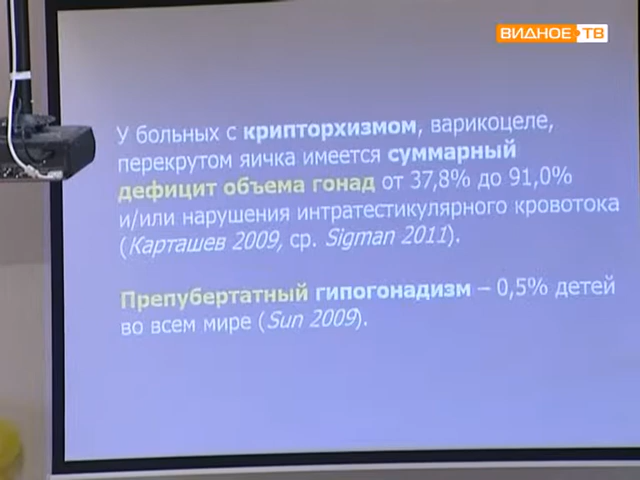 ВИДНОЕ ТВ
У больных с крипторхизмом, варикоцеле,
перекрутом яичка имеется суммарный
дефицит объема гонад от 37,8% до 91,0%
и/или нарушения интратестикулярного кровотока
(Карташев 2009, ср. Sigman 2011).
Препубертатный гипогонадизм – 0,5% детей
во всем мире (Sun 2009).